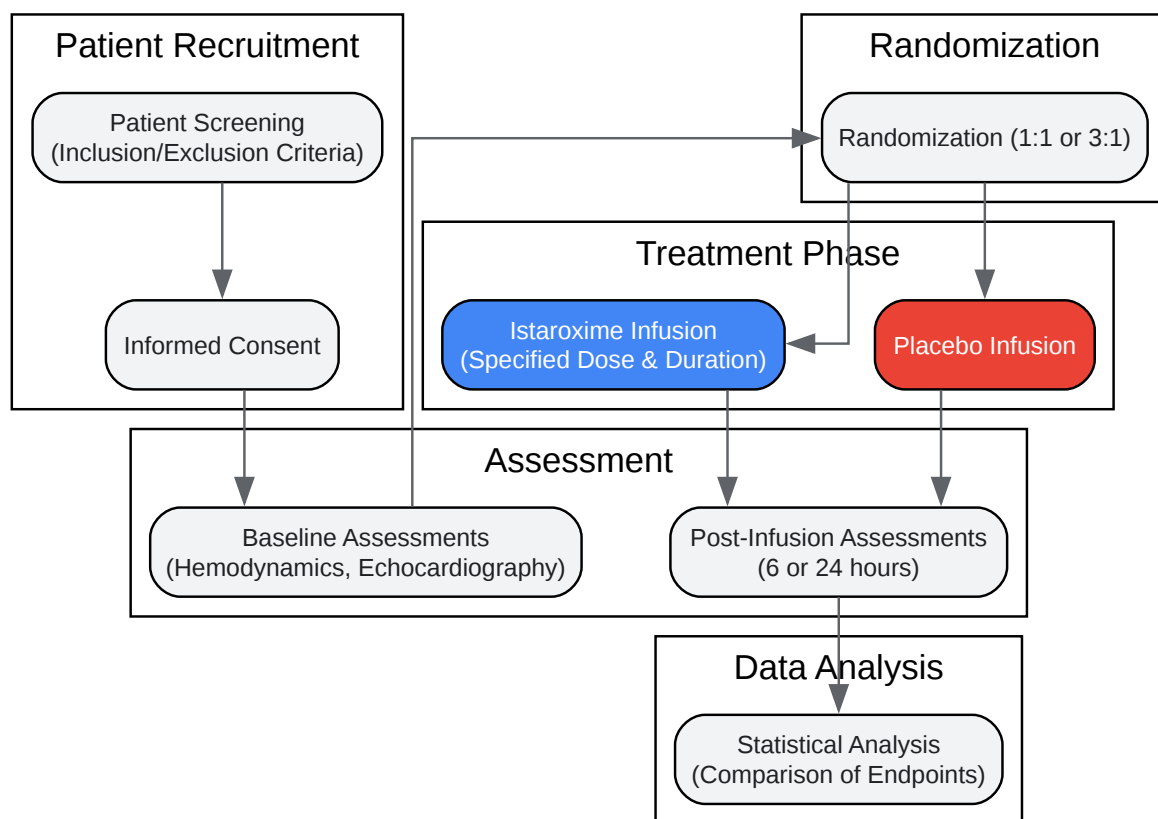 Patient Recruitment
Patient Screening
(Inclusion/Exclusion Criteria)
Informed Consent
Randomization
Randomization (1:1 or 3:1)
Treatment Phase
Istaroxime Infusion
(Specified Dose & Duration)
Placebo Infusion
Assessment
Baseline Assessments
(Hemodynamics, Echocardiography)
Post-Infusion Assessments
(6 or 24 hours)
Data Analysis
Statistical Analysis
(Comparison of Endpoints)